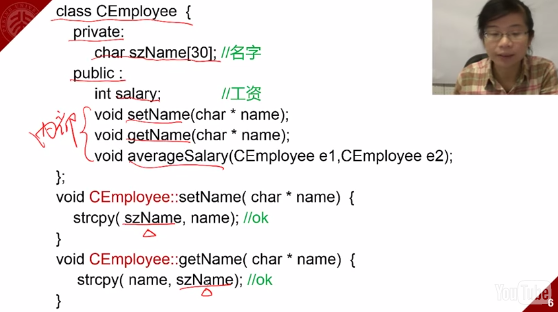 class CEmployee {
private:
char szName[30]; //名字
public :
int salary; //工资
void setName(char * name);
void getName(char * name);
void averageSalary(CEmployee e1,CEmployee e2);
内部
};
void CEmployee::setName( char * name) {
strcpy( szName, name); //ok
}
void CEmployee::getName( char * name) {
strcpy( name, szName); //ok
}
YouTube
6